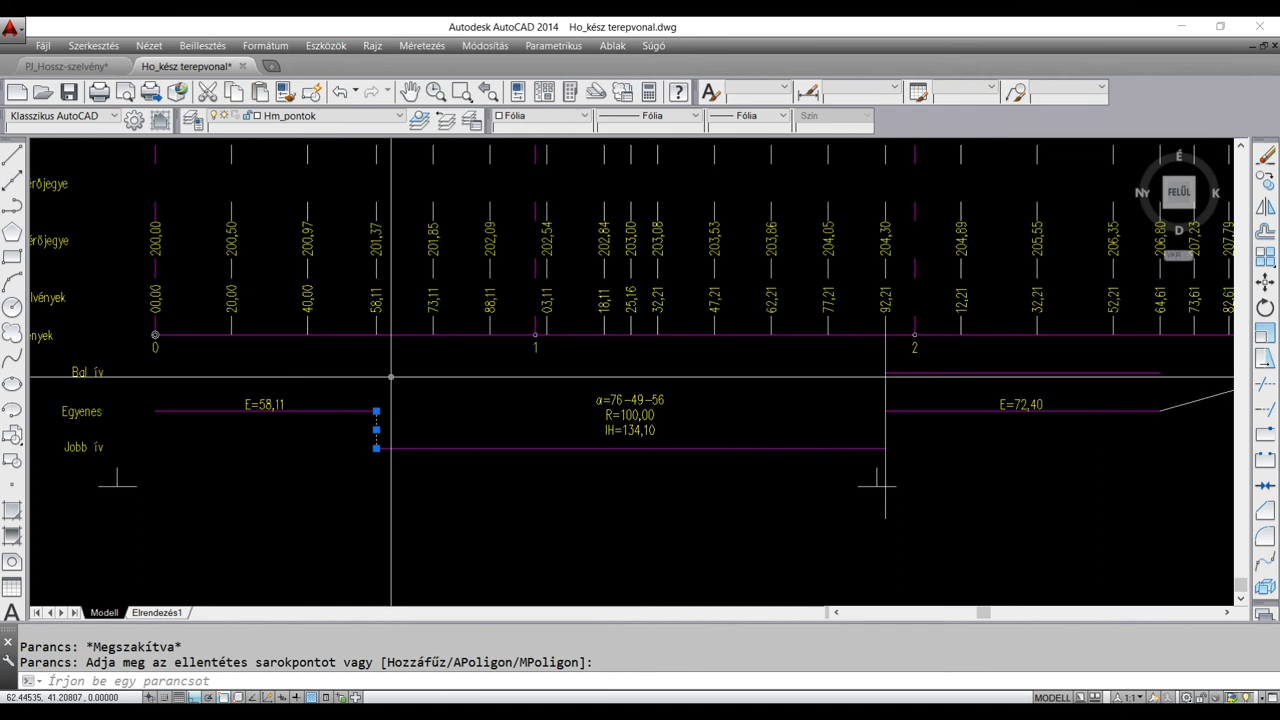 Autodesk AutoCAD 2014 Ho_kész terepvonal.dwg
Fájl Szerkesztés Nézet Beillesztés Formátum Eszközök Rajz Méretezés Módosítás Parametrikus Ablak Súgó
PJ_Hossz-szelvény* Ho_kész terepvonal*
Klasszikus AutoCAD Hm_pontok Fólia Fólia Fólia Szín
É
NY FELÜL K
D
VKR
érőjegye
érőjegye 200,00 200,50 200,97 201,37 201,85 202,09 202,54 202,84 203,00 203,08 203,53 203,66 204,05 204,30 204,89 205,55 206,35 206,80 207,23 207,79
lvények 00,00 20,00 40,00 58,11 73,11 88,11 03,11 18,11 25,16 32,21 47,21 62,21 77,21 92,21 12,21 32,21 52,21 64,61 73,61 82,61
ények
0 1 2
Bal ív
Egyenes E=58,11 α=76-49-56 E=72,40
R=100,00
IH=134,10
Jobb ív
Modell Elrendezés1
Parancs: *Megszakítva*
Parancs: Adja meg az ellentétes sarokpontot vagy [Hozzáfűz/APoligon/MPoligon]:
Írjon be egy parancsot
62.44535, 41.20807, 0.00000 MODELL 1:1